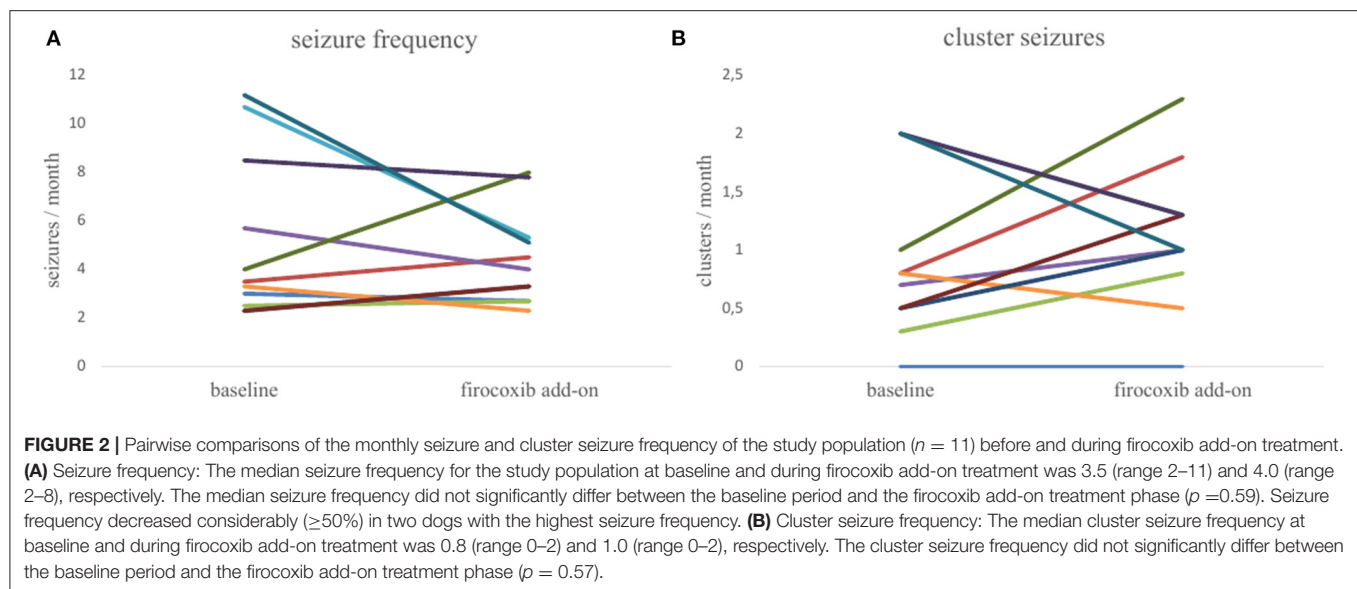 A
seizure frequency
12
10
8
6
4
2
0
seizures / month
baseline
firocoxib add-on
B
cluster seizures
2,5
2
1,5
1
0,5
0
clusters / month
baseline
firocoxib add-on
FIGURE 2 | Pairwise comparisons of the monthly seizure and cluster seizure frequency of the study population (n = 11) before and during firocoxib add-on treatment.
(A) Seizure frequency: The median seizure frequency for the study population at baseline and during firocoxib add-on treatment was 3.5 (range 2–11) and 4.0 (range
2–8), respectively. The median seizure frequency did not significantly differ between the baseline period and the firocoxib add-on treatment phase (p =0.59). Seizure
frequency decreased considerably (≥50%) in two dogs with the highest seizure frequency. (B) Cluster seizure frequency: The median cluster seizure frequency at
baseline and during firocoxib add-on treatment was 0.8 (range 0–2) and 1.0 (range 0–2), respectively. The cluster seizure frequency did not significantly differ between
the baseline period and the firocoxib add-on treatment phase (p = 0.57).